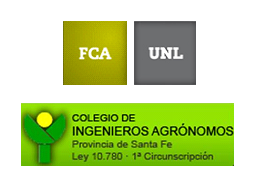 FCA
UNL
COLEGIO DE
INGENIEROS AGRÓNOMOS
Provincia de Santa Fe
Ley 10.780 - 1ª Circunscripción